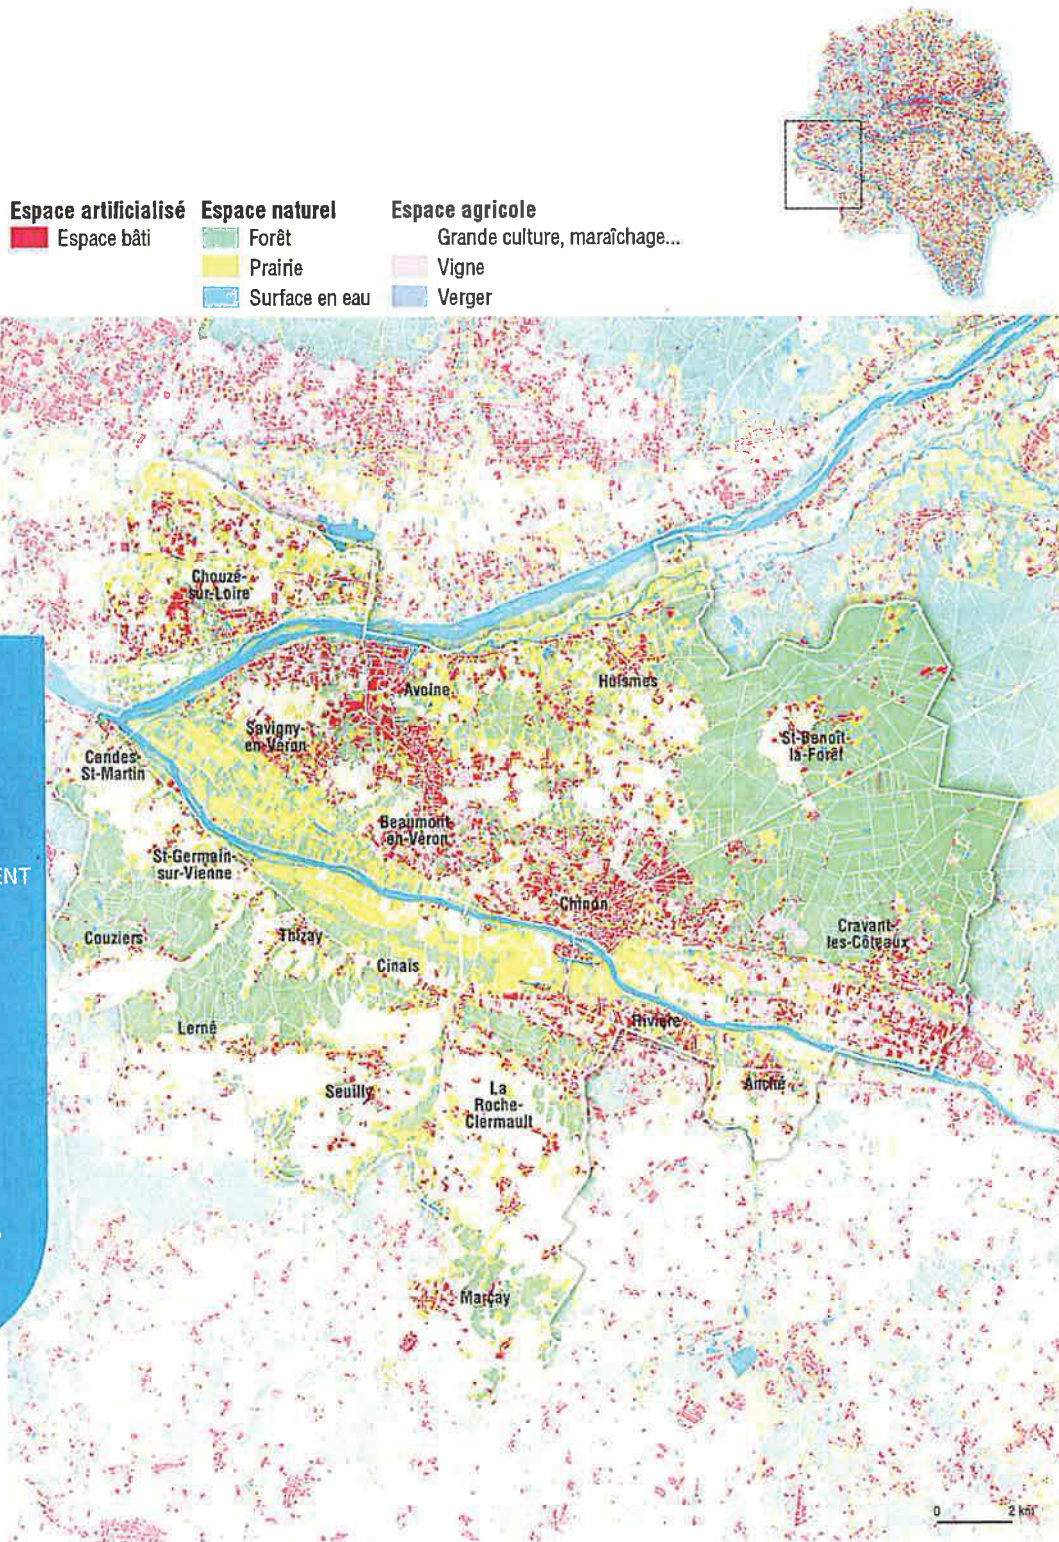 Espace artificialisé
Espace bâti
Espace naturel
Forêt
Prairie
Surface en eau
Espace agricole
Grande culture, maraîchage...
Vigne
Verger
Chouzé-
sur-Loire
Avoine
Huismes
Savigny-
en-Véron
St-Benoît-
la-Forêt
Candes-
St-Martin
Beaumont-
en-Véron
St-Germain-
sur-Vienne
ENT
Chinon
Cravant-
les-Côteaux
Couziers
Thizay
Cinais
Lerné
Rivière
Seuilly
La
Roche-
Clermault
Anché
Marçay
0 2 km